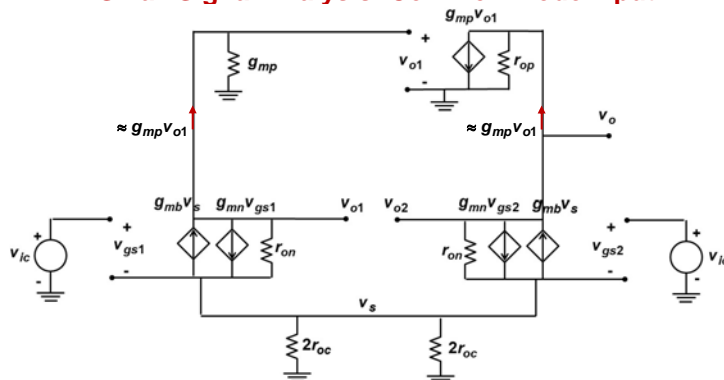 g_mp v_o1
g_mp
v_o1
+
-
r_op
≈ g_mp v_o1
≈ g_mp v_o1
v_o
g_mb v_s
g_mn v_gs1
v_o1
v_o2
g_mn v_gs2
g_mb v_s
+
-
v_ic
+
v_gs1
-
r_on
r_on
+
v_gs2
-
+
-
v_s
2r_oc
2r_oc